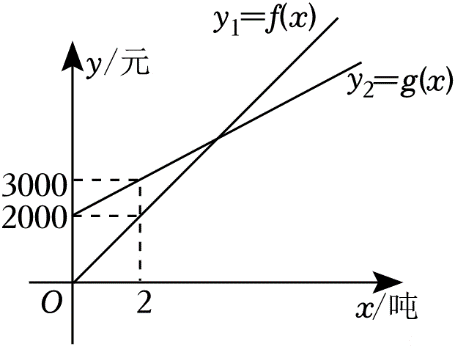 y₁=f(x)
y/元
y₂=g(x)
3000
2000
O
2
x/吨